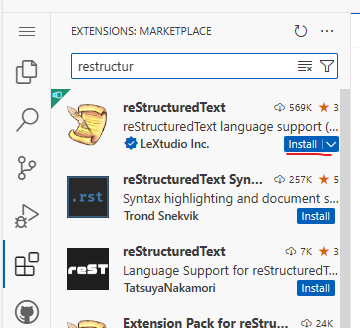 EXTENSIONS: MARKETPLACE
restructur
reStructuredText 569K ★ 3
reStructuredText language support (...
LeXtudio Inc. Install
.rst
reStructuredText Syn... 257K ★ 5
Syntax highlighting and document s...
Trond Snekvik Install
reST
reStructuredText 7K ★ 3
Language Support for reStructuredT...
TatsuyaNakamori Install
Extension Pack for reStru... 24K